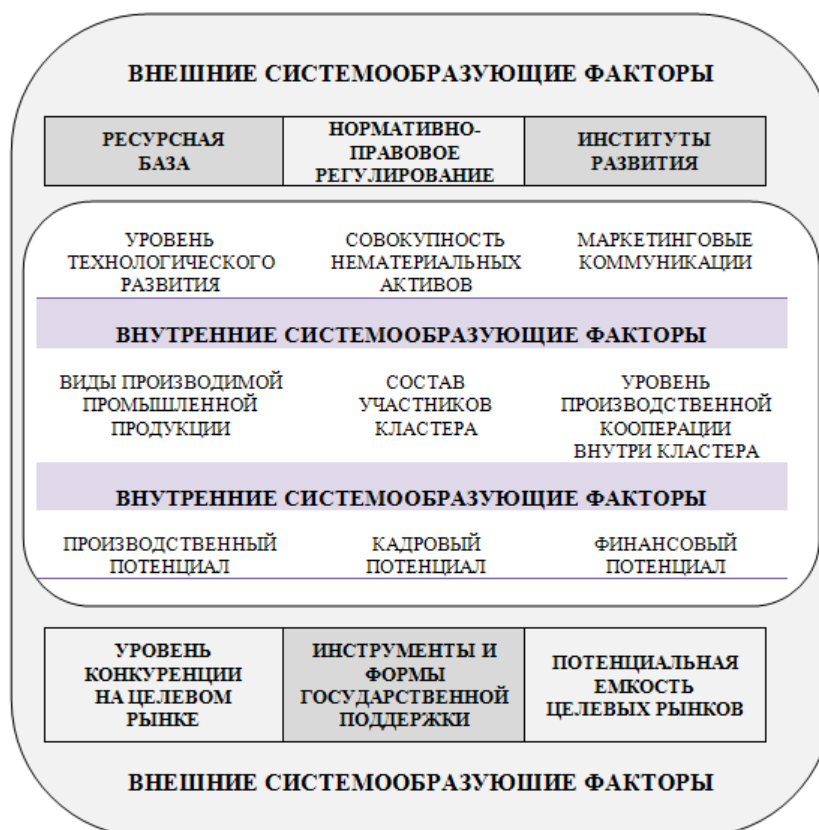 ВНЕШНИЕ СИСТЕМООБРАЗУЮЩИЕ ФАКТОРЫ
РЕСУРСНАЯ
БАЗА
НОРМАТИВНО-
ПРАВОВОЕ
РЕГУЛИРОВАНИЕ
ИНСТИТУТЫ
РАЗВИТИЯ
УРОВЕНЬ
ТЕХНОЛОГИЧЕСКОГО
РАЗВИТИЯ
СОВОКУПНОСТЬ
НЕМАТЕРИАЛЬНЫХ
АКТИВОВ
МАРКЕТИНГОВЫЕ
КОММУНИКАЦИИ
ВНУТРЕННИЕ СИСТЕМООБРАЗУЮЩИЕ ФАКТОРЫ
ВИДЫ ПРОИЗВОДИМОЙ
ПРОМЫШЛЕННОЙ
ПРОДУКЦИИ
СОСТАВ
УЧАСТНИКОВ
КЛАСТЕРА
УРОВЕНЬ
ПРОИЗВОДСТВЕННОЙ
КООПЕРАЦИИ
ВНУТРИ КЛАСТЕРА
ВНУТРЕННИЕ СИСТЕМООБРАЗУЮЩИЕ ФАКТОРЫ
ПРОИЗВОДСТВЕННЫЙ
ПОТЕНЦИАЛ
КАДРОВЫЙ
ПОТЕНЦИАЛ
ФИНАНСОВЫЙ
ПОТЕНЦИАЛ
УРОВЕНЬ
КОНКУРЕНЦИИ
НА ЦЕЛЕВОМ
РЫНКЕ
ИНСТРУМЕНТЫ И
ФОРМЫ
ГОСУДАРСТВЕННОЙ
ПОДДЕРЖКИ
ПОТЕНЦИАЛЬНАЯ
ЕМКОСТЬ
ЦЕЛЕВЫХ РЫНКОВ
ВНЕШНИЕ СИСТЕМООБРАЗУЮШИЕ ФАКТОРЫ